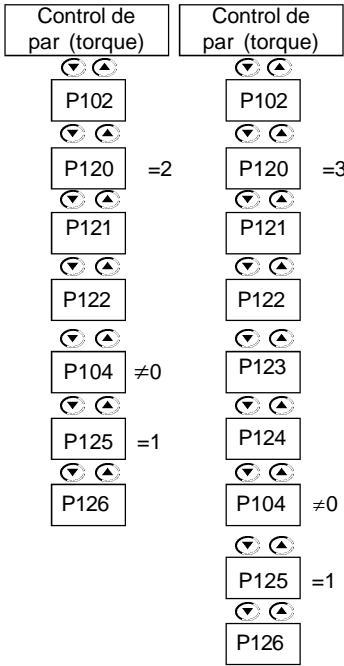 Control de
par (torque)
P102
P120 =2
P121
P122
P104 ≠0
P125 =1
P126
Control de
par (torque)
P102
P120 =3
P121
P122
P123
P124
P104 ≠0
P125 =1
P126